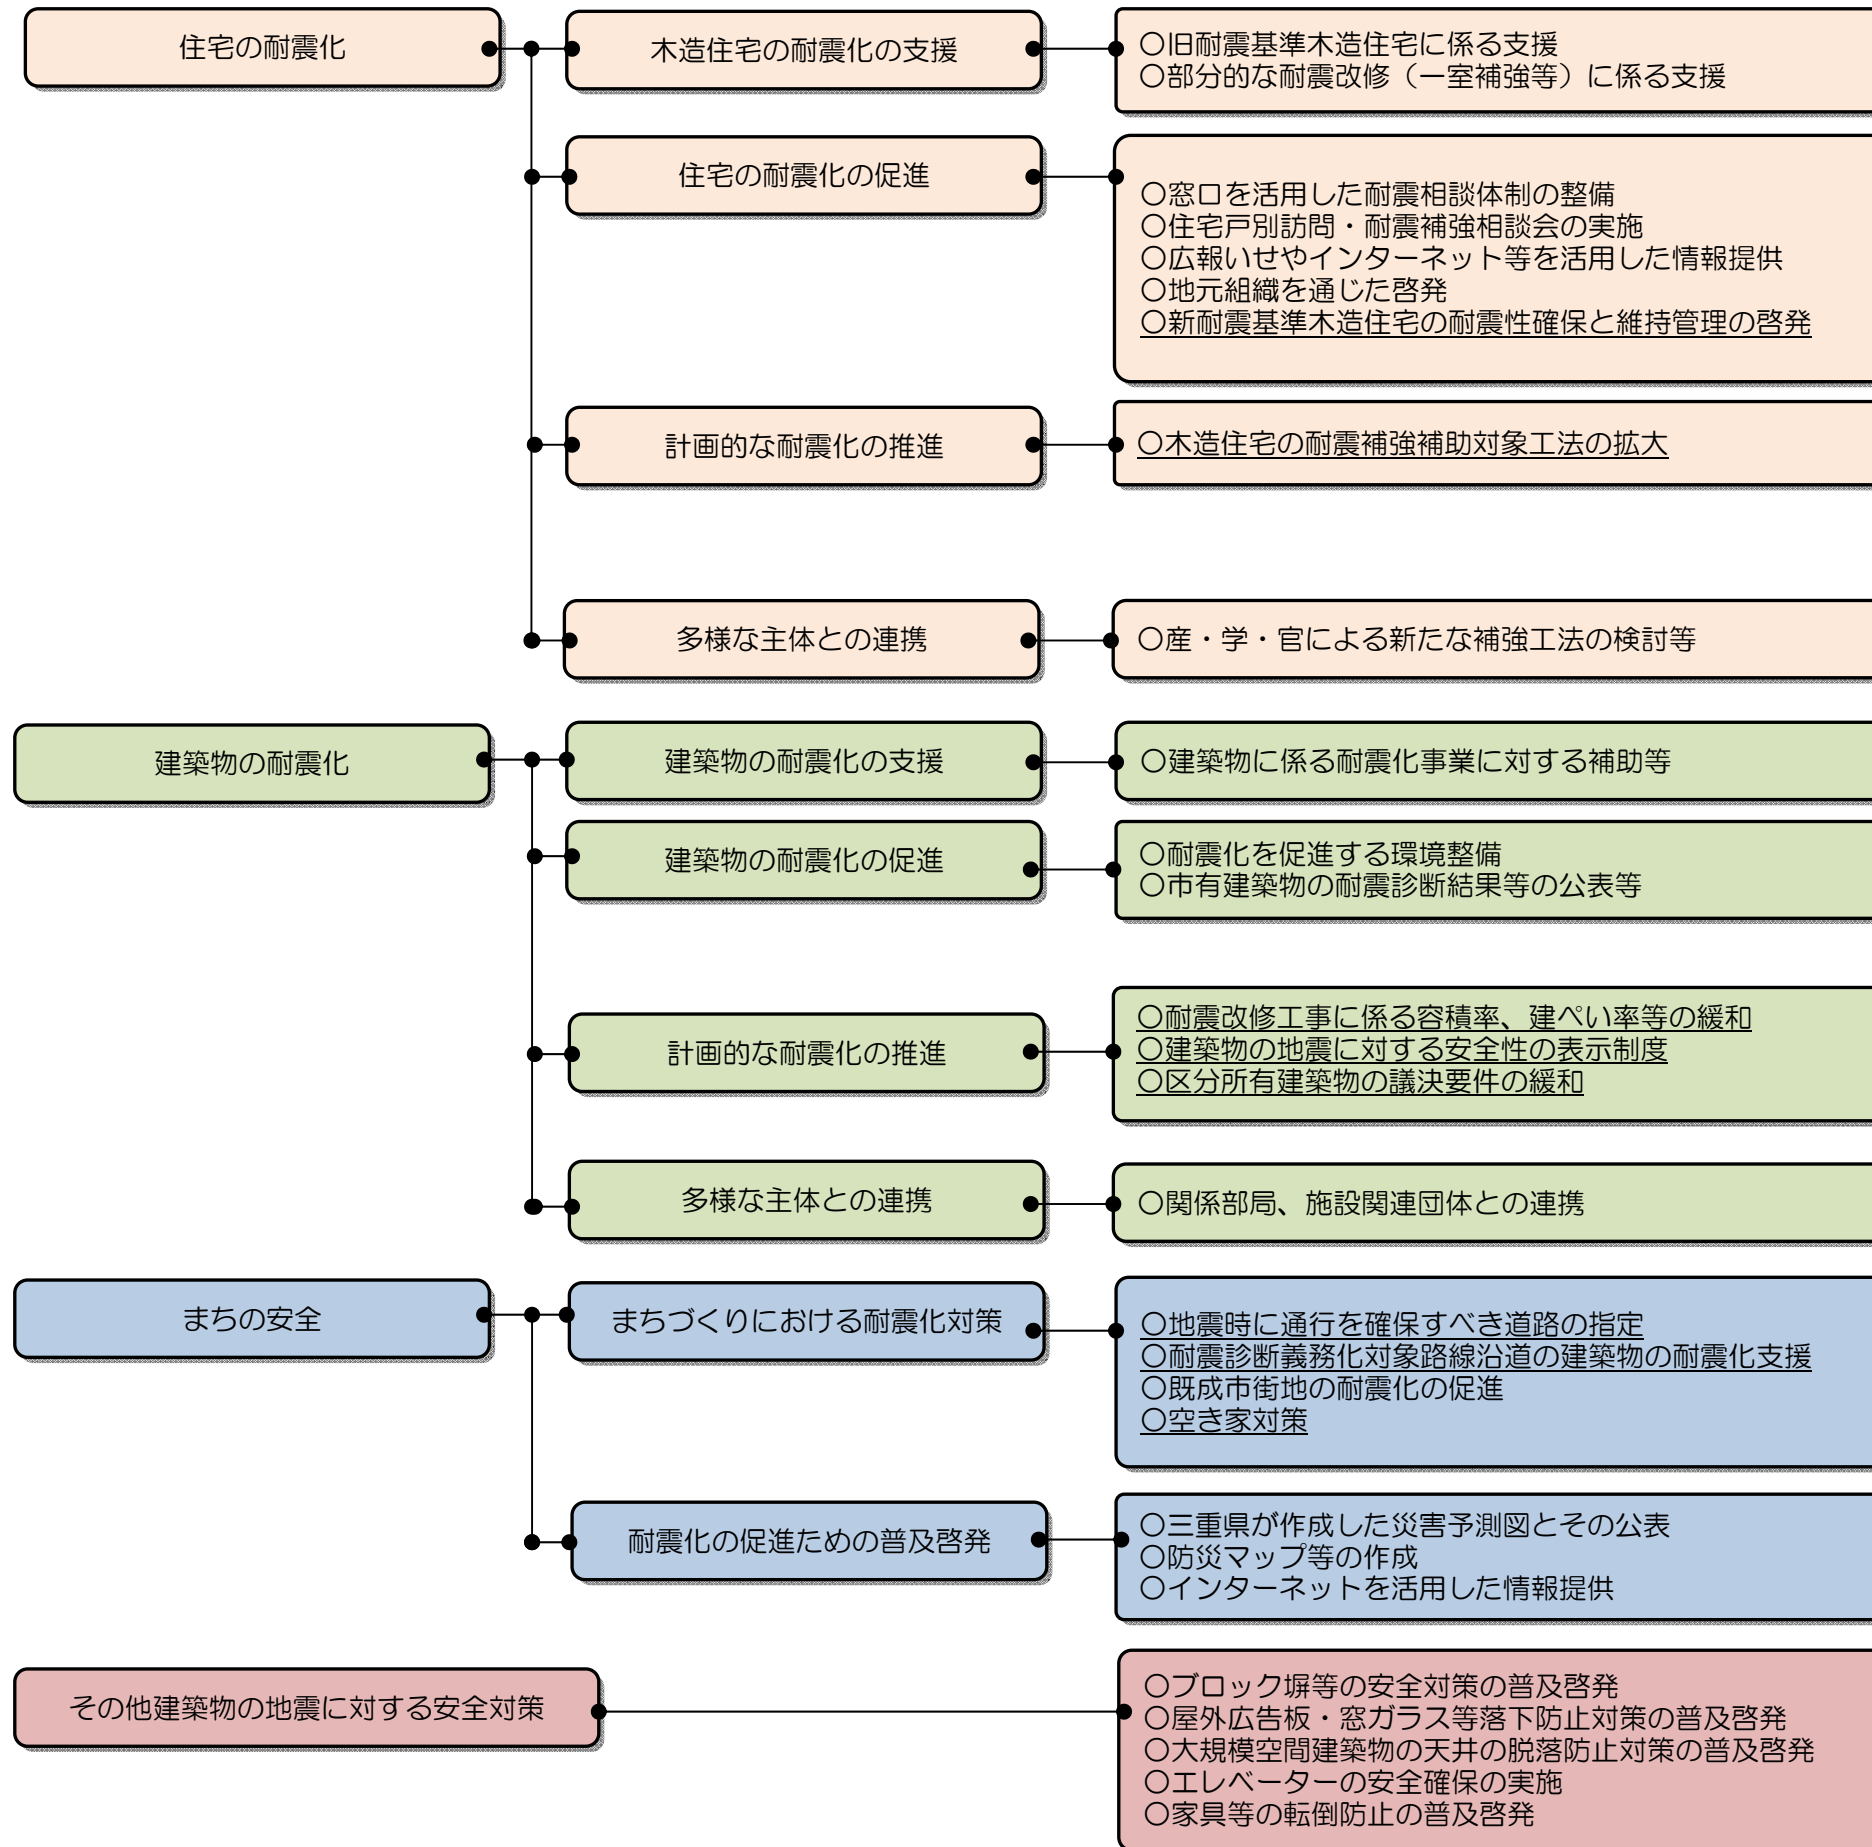 住宅の耐震化
木造住宅の耐震化の支援
〇旧耐震基準木造住宅に係る支援
〇部分的な耐震改修（一室補強等）に係る支援
住宅の耐震化の促進
〇窓口を活用した耐震相談体制の整備
〇住宅戸別訪問・耐震補強相談会の実施
〇広報いせやインターネット等を活用した情報提供
〇地元組織を通じた啓発
〇新耐震基準木造住宅の耐震性確保と維持管理の啓発
計画的な耐震化の推進
〇木造住宅の耐震補強補助対象工法の拡大
多様な主体との連携
〇産・学・官による新たな補強工法の検討等
建築物の耐震化
建築物の耐震化の支援
〇建築物に係る耐震化事業に対する補助等
建築物の耐震化の促進
〇耐震化を促進する環境整備
〇市有建築物の耐震診断結果等の公表等
計画的な耐震化の推進
〇耐震改修工事に係る容積率、建ぺい率等の緩和
〇建築物の地震に対する安全性の表示制度
〇区分所有建築物の議決要件の緩和
多様な主体との連携
〇関係部局、施設関連団体との連携
まちの安全
まちづくりにおける耐震化対策
〇地震時に通行を確保すべき道路の指定
〇耐震診断義務化対象路線沿道の建築物の耐震化支援
〇既成市街地の耐震化の促進
〇空き家対策
耐震化の促進ための普及啓発
〇三重県が作成した災害予測図とその公表
〇防災マップ等の作成
〇インターネットを活用した情報提供
その他建築物の地震に対する安全対策
〇ブロック塀等の安全対策の普及啓発
〇屋外広告板・窓ガラス等落下防止対策の普及啓発
〇大規模空間建築物の天井の脱落防止対策の普及啓発
〇エレベーターの安全確保の実施
〇家具等の転倒防止の普及啓発